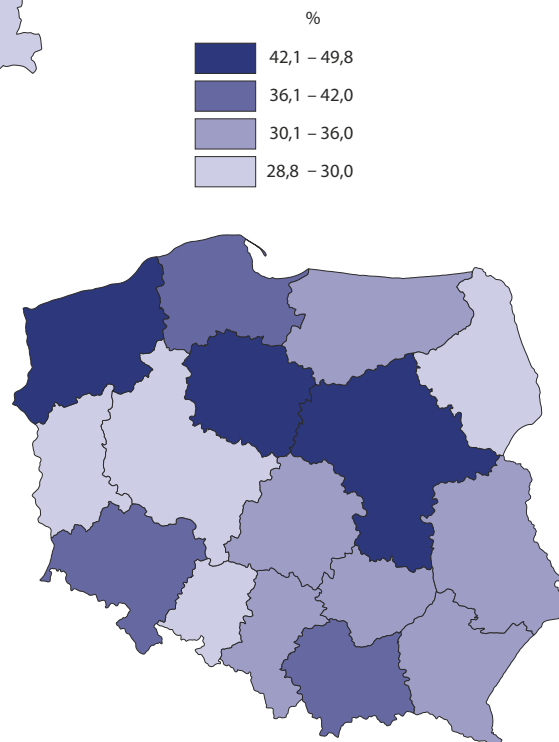 %
42,1 – 49,8
36,1 – 42,0
30,1 – 36,0
28,8 – 30,0